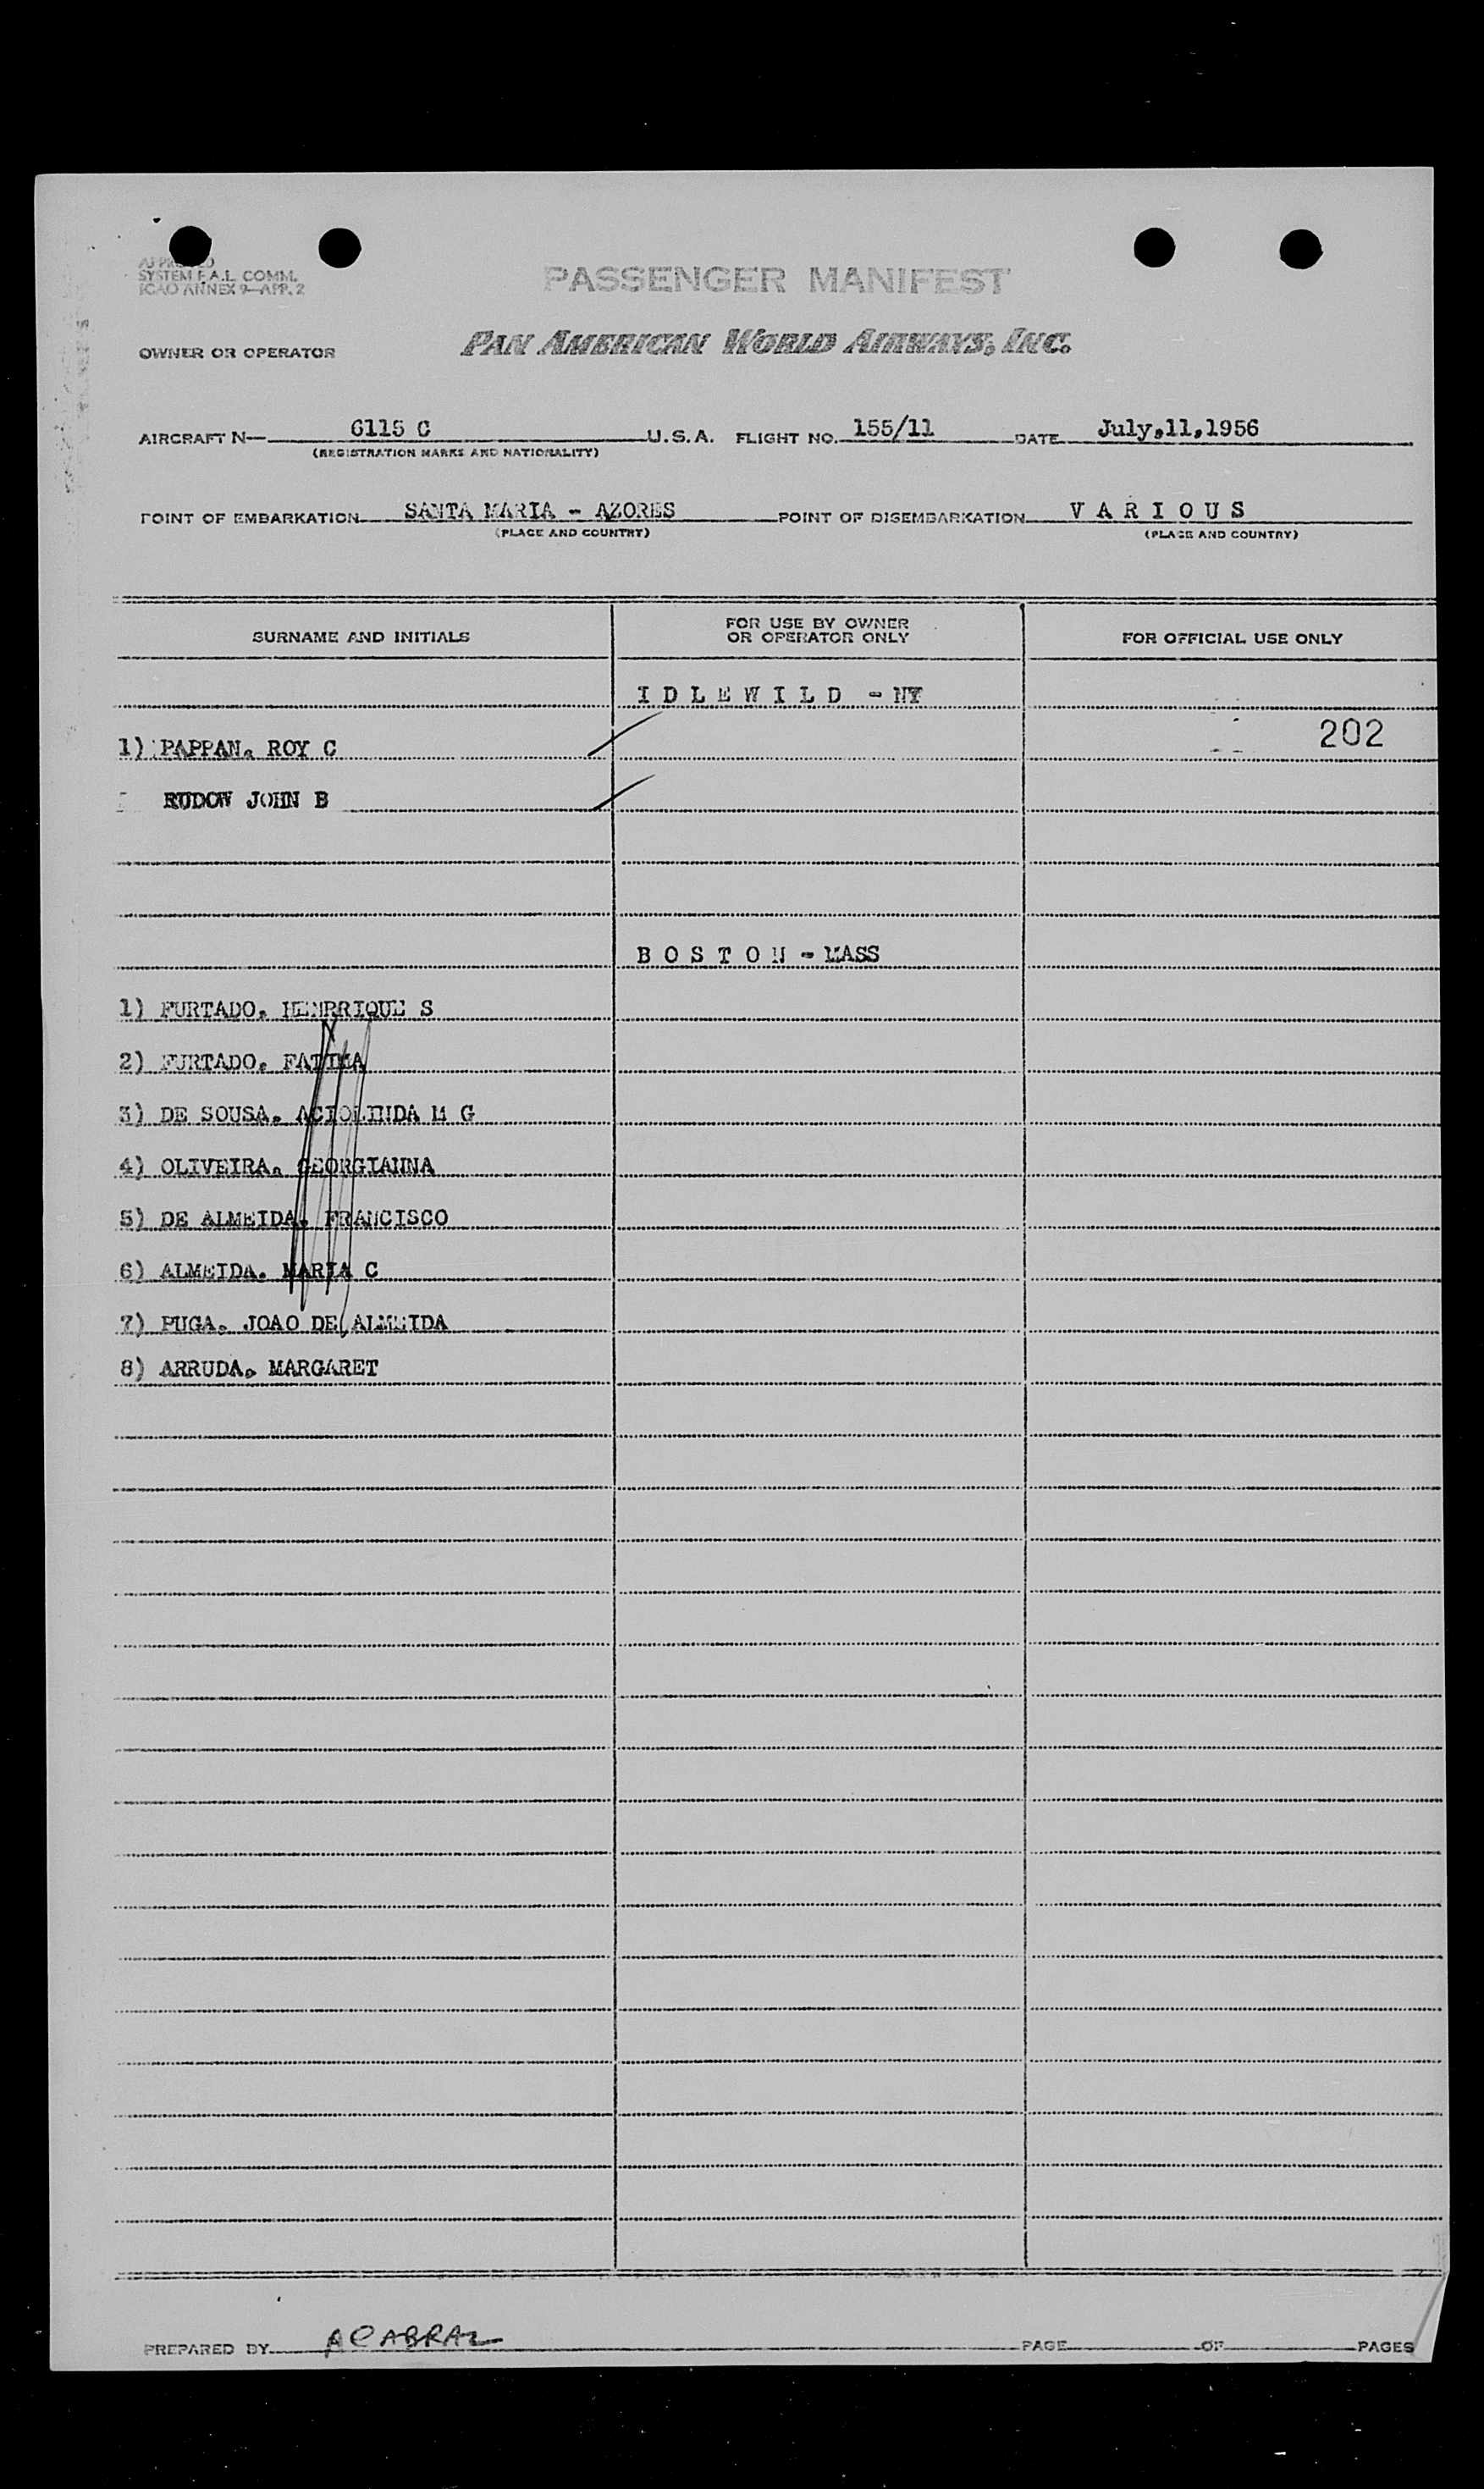 SYSTEM F.A.L. COMM.
ICAO ANNEX 9—APP. 2
PASSENGER MANIFEST
OWNER OR OPERATOR PAN AMERICAN WORLD AIRWAYS, INC.
AIRCRAFT N— 6115 C U.S.A. FLIGHT NO. 155/11 DATE July,11,1956
(REGISTRATION MARKS AND NATIONALITY)
POINT OF EMBARKATION SANTA MARIA - AZORES POINT OF DISEMBARKATION V A R I O U S
(PLACE AND COUNTRY) (PLACE AND COUNTRY)
SURNAME AND INITIALS FOR USE BY OWNER OR OPERATOR ONLY FOR OFFICIAL USE ONLY
I D L E W I L D - NY
1) PAPPAN, ROY C 202
RUDOW JOHN B
B O S T O N - MASS
1) FURTADO, HENRRIQUE S
2) FURTADO, FATIMA
3) DE SOUSA, ACIOLINDA M G
4) OLIVEIRA, GEORGIANNA
5) DE ALMEIDA, FRANCISCO
6) ALMEIDA, MARIA C
7) PUGA, JOAO DE ALMEIDA
8) ARRUDA, MARGARET
PREPARED BY ACABRAL PAGE OF PAGES